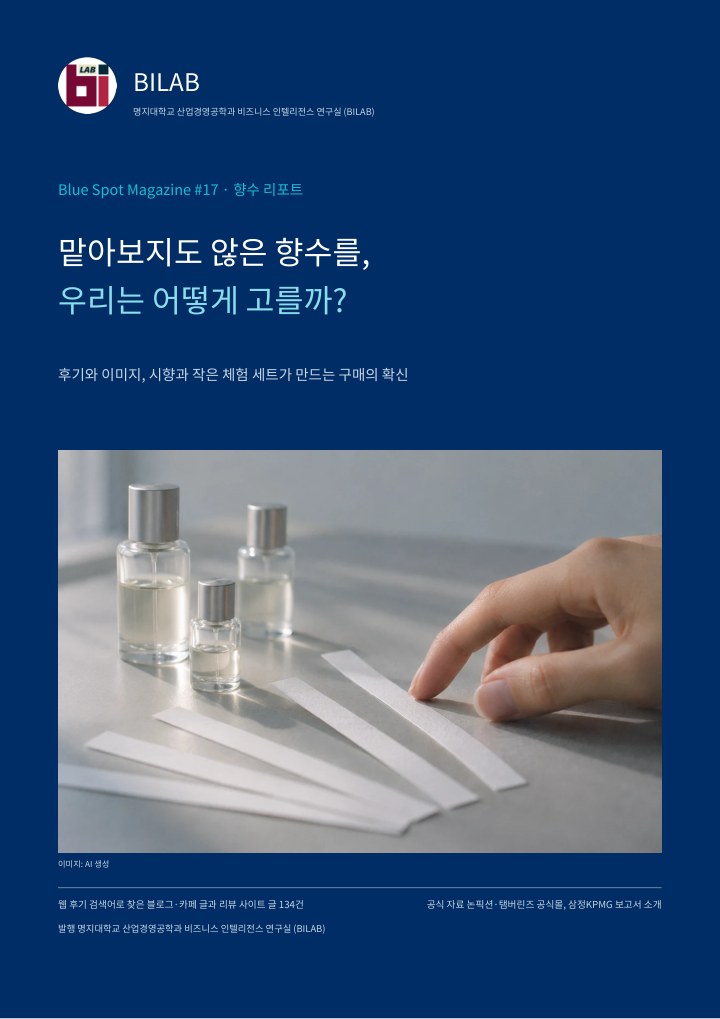 LAB
bi
BILAB
명지대학교 산업경영공학과 비즈니스 인텔리전스 연구실 (BILAB)
Blue Spot Magazine #17 · 향수 리포트
맡아보지도 않은 향수를,
우리는 어떻게 고를까?
후기와 이미지, 시향과 작은 체험 세트가 만드는 구매의 확신
이미지: AI 생성
웹 후기 검색어로 찾은 블로그·카페 글과 리뷰 사이트 글 134건
공식 자료 논픽션·탬버린즈 공식몰, 삼정KPMG 보고서 소개
발행 명지대학교 산업경영공학과 비즈니스 인텔리전스 연구실 (BILAB)